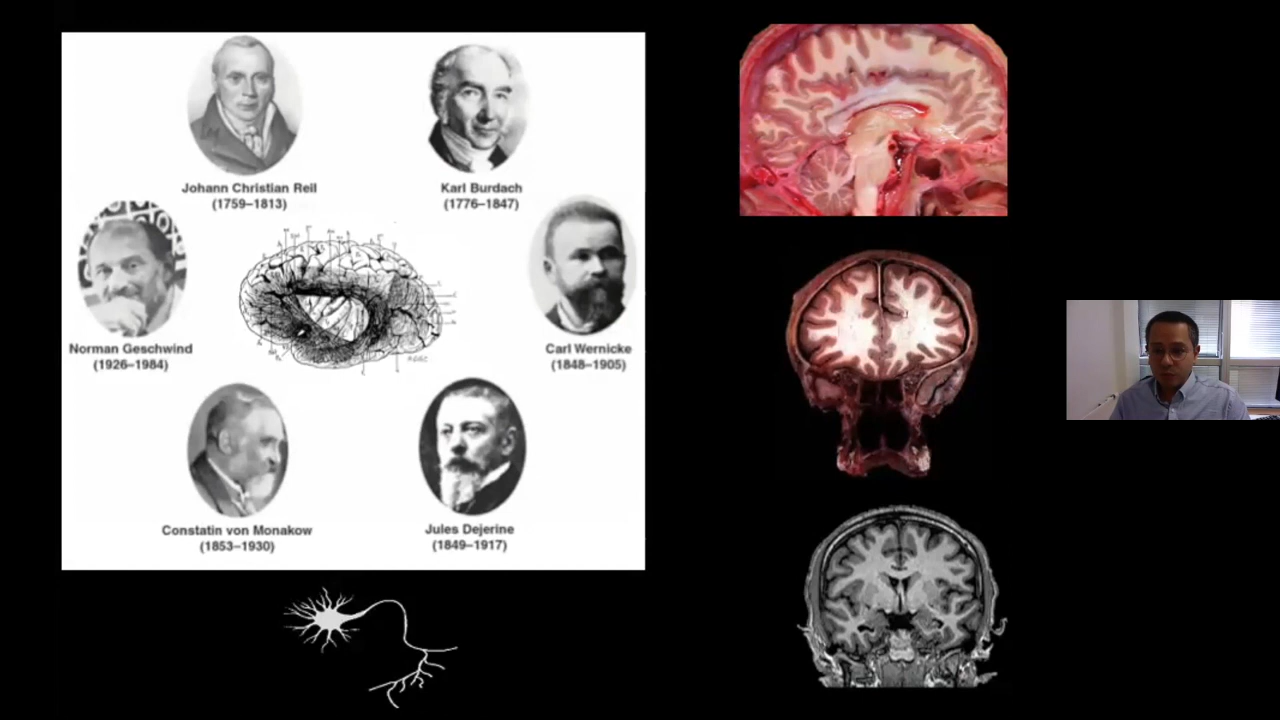 Johann Christian Reil
(1759–1813)
Karl Burdach
(1776–1847)
Norman Geschwind
(1926–1984)
Carl Wernicke
(1848–1905)
Constatin von Monakow
(1853–1930)
Jules Dejerine
(1849–1917)